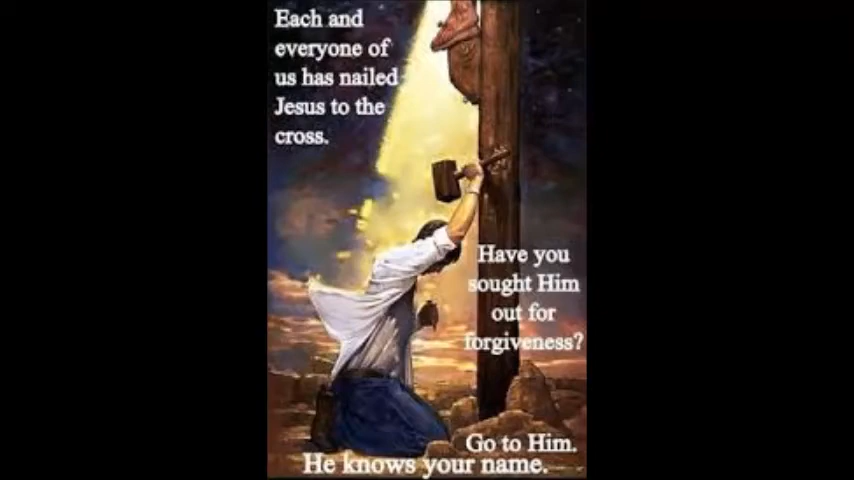 Each and
everyone of
us has nailed
Jesus to the
cross.
Have you
sought Him
out for
forgiveness?
Go to Him.
He knows your name.